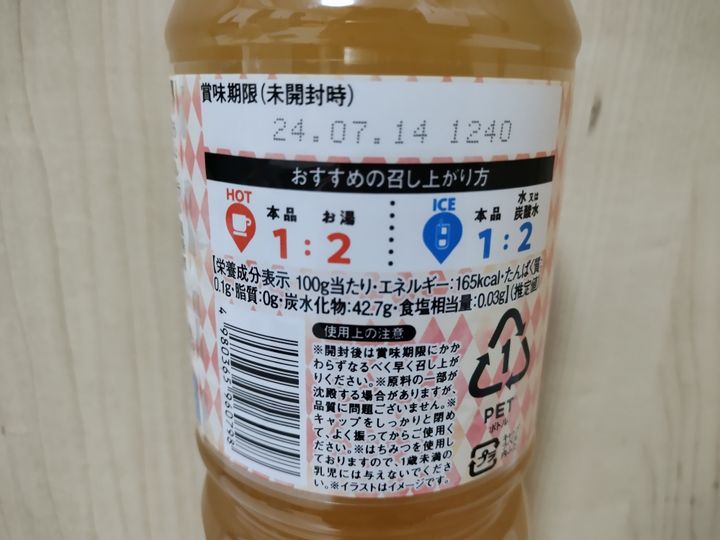 賞味期限(未開封時)
24.07.14 1240
おすすめの召し上がり方
HOT
本品 お湯
1:2
ICE
本品 水又は炭酸水
1:2
【栄養成分表示 100g当たり・エネルギー:165kcal・たんぱく質:
0.1g・脂質:0g・炭水化物:42.7g・食塩相当量:0.03g】(推定値)
使用上の注意
※開封後は賞味期限にかか
わらずなるべく早く召し上が
りください。※原料の一部が
沈殿する場合がありますが、
品質に問題ございません。※
キャップをしっかりと閉め
て、よく振ってからご使用く
ださい。※はちみつを使用し
ておりますので、1歳未満の
乳児には与えないでくださ
い。※イラストはイメージです。
4980365960798
1
PET
ボトル
プラ